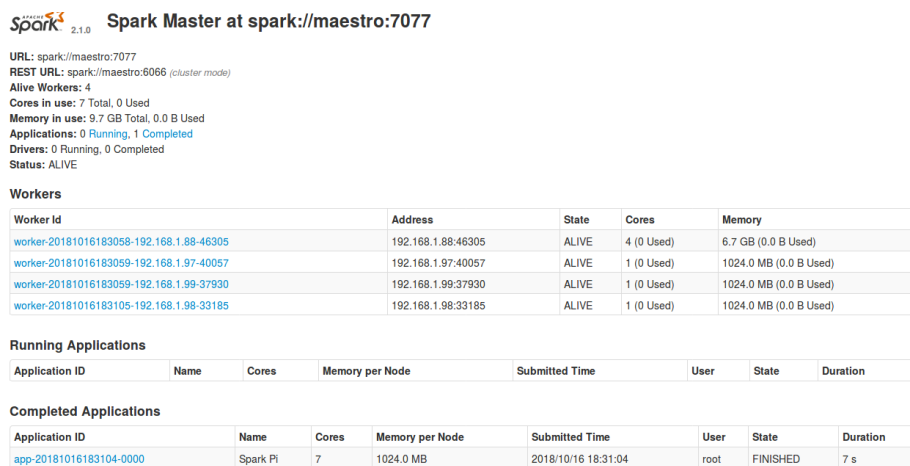 APACHE Spark 2.1.0 Spark Master at spark://maestro:7077
URL: spark://maestro:7077
REST URL: spark://maestro:6066 (cluster mode)
Alive Workers: 4
Cores in use: 7 Total, 0 Used
Memory in use: 9.7 GB Total, 0.0 B Used
Applications: 0 Running, 1 Completed
Drivers: 0 Running, 0 Completed
Status: ALIVE
Workers
Worker Id Address State Cores Memory
worker-20181016183058-192.168.1.88-46305 192.168.1.88:46305 ALIVE 4 (0 Used) 6.7 GB (0.0 B Used)
worker-20181016183059-192.168.1.97-40057 192.168.1.97:40057 ALIVE 1 (0 Used) 1024.0 MB (0.0 B Used)
worker-20181016183059-192.168.1.99-37930 192.168.1.99:37930 ALIVE 1 (0 Used) 1024.0 MB (0.0 B Used)
worker-20181016183105-192.168.1.98-33185 192.168.1.98:33185 ALIVE 1 (0 Used) 1024.0 MB (0.0 B Used)
Running Applications
Application ID Name Cores Memory per Node Submitted Time User State Duration
Completed Applications
Application ID Name Cores Memory per Node Submitted Time User State Duration
app-20181016183104-0000 Spark Pi 7 1024.0 MB 2018/10/16 18:31:04 root FINISHED 7 s